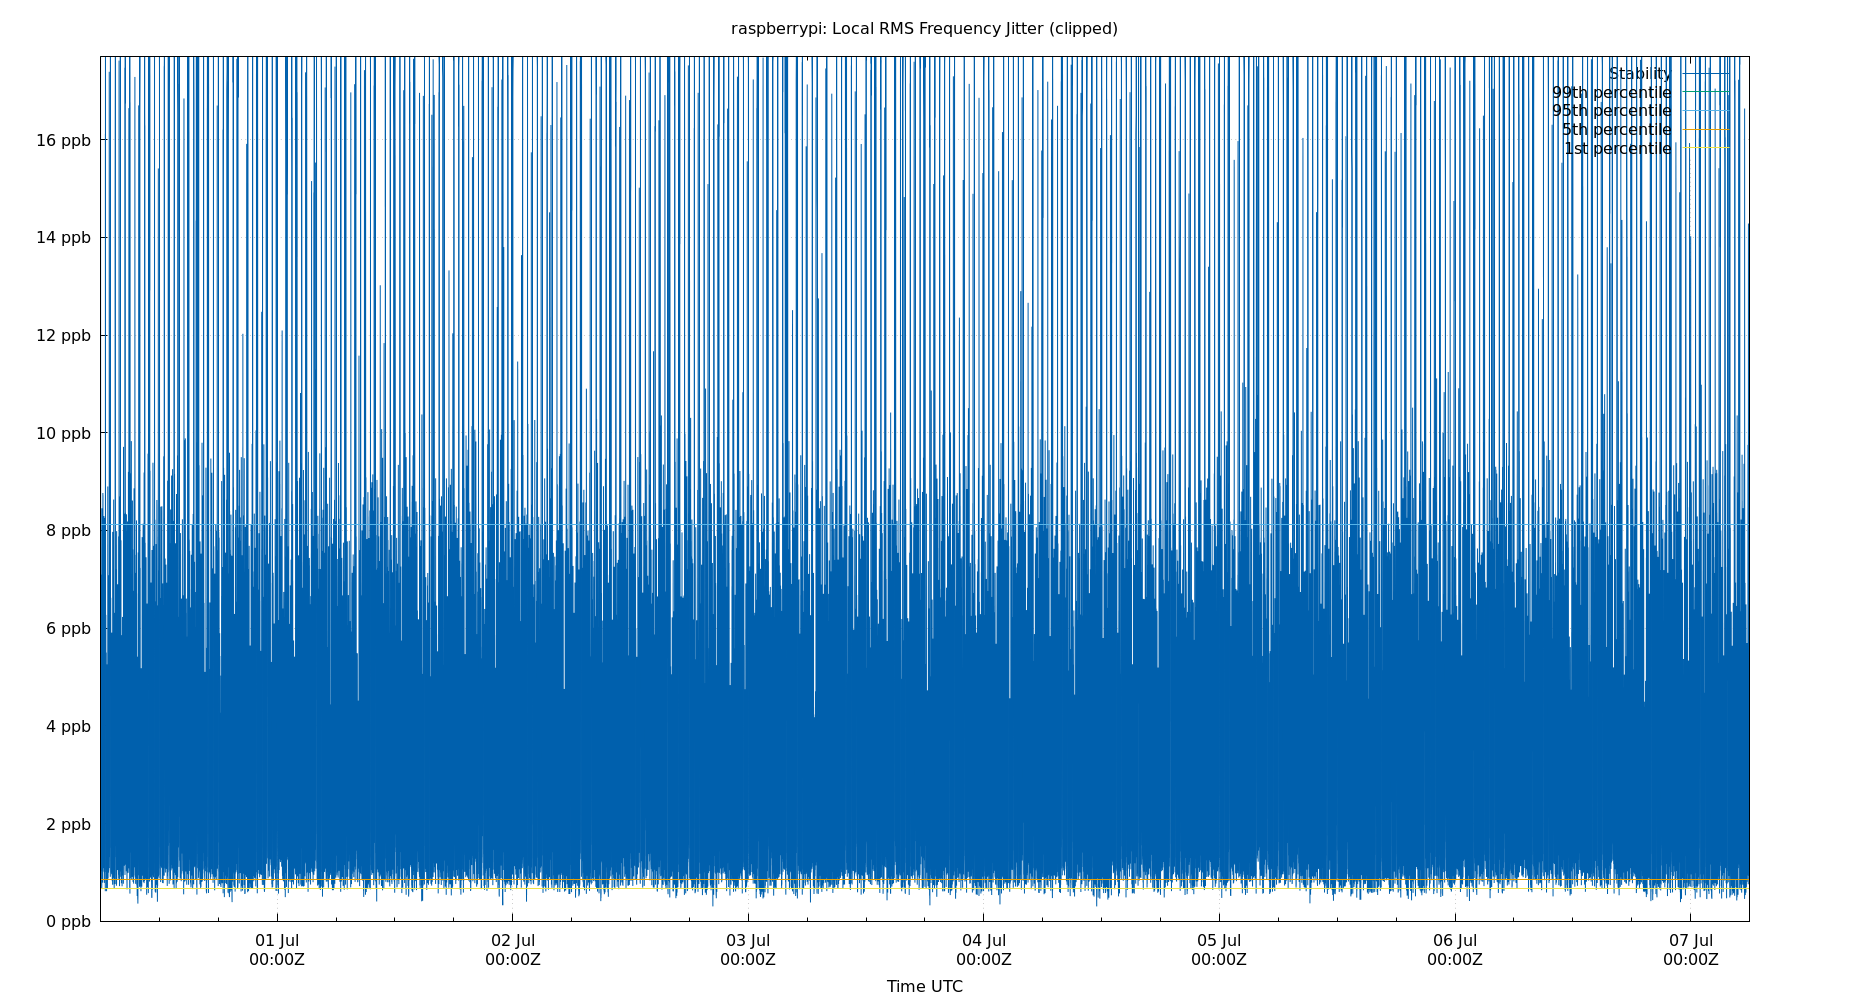 raspberrypi: Local RMS Frequency Jitter (clipped)
Stability
99th percentile
95th percentile
5th percentile
1st percentile
16 ppb
14 ppb
12 ppb
10 ppb
8 ppb
6 ppb
4 ppb
2 ppb
0 ppb
01 Jul 02 Jul 03 Jul 04 Jul 05 Jul 06 Jul 07 Jul
00:00Z 00:00Z 00:00Z 00:00Z 00:00Z 00:00Z 00:00Z
Time UTC